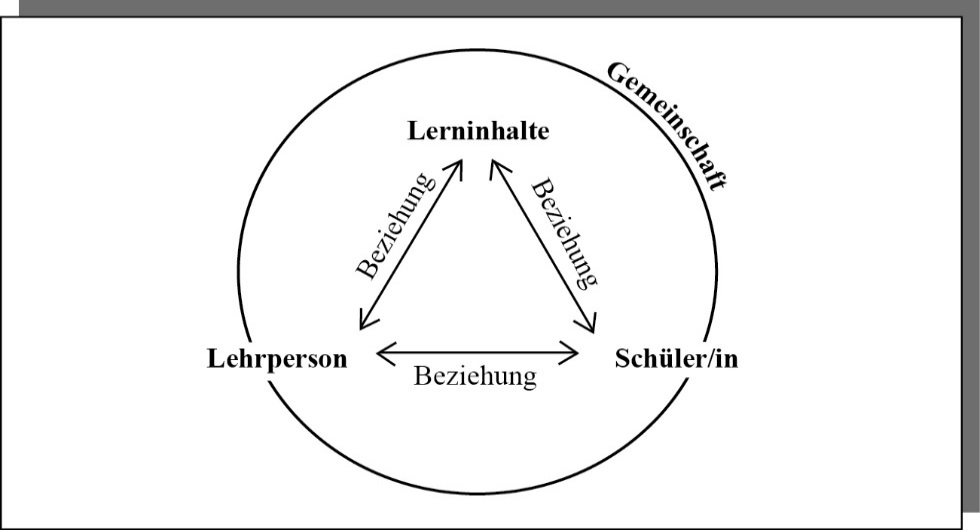 Gemeinschaft
Lerninhalte
Beziehung
Beziehung
Lehrperson
Schüler/in
Beziehung